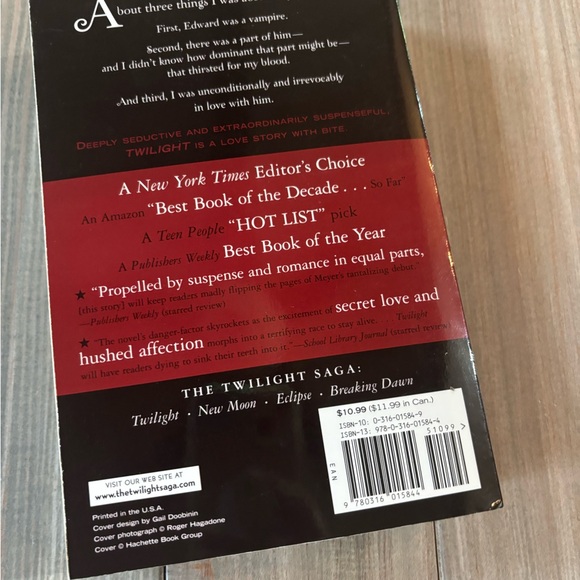 About three things I was
First, Edward was a vampire.
Second, there was a part of him—
and I didn't know how dominant that part might be—
that thirsted for my blood.
And third, I was unconditionally and irrevocably
in love with him.
DEEPLY SEDUCTIVE AND EXTRAORDINARILY SUSPENSEFUL,
TWILIGHT IS A LOVE STORY WITH BITE.
A New York Times Editor's Choice
An Amazon "Best Book of the Decade . . . So Far"
A Teen People "HOT LIST" pick
A Publishers Weekly Best Book of the Year
★ "Propelled by suspense and romance in equal parts,
[this story] will keep readers madly flipping the pages of Meyer's tantalizing debut."
—Publishers Weekly (starred review)
★ "The novel's danger-factor skyrockets as the excitement of secret love and
hushed affection morphs into a terrifying race to stay alive. Twilight
will have readers dying to sink their teeth into it."—School Library Journal (starred review)
THE TWILIGHT SAGA:
Twilight · New Moon · Eclipse · Breaking Dawn
$10.99 ($11.99 in Can.)
ISBN-10: 0-316-01584-9
ISBN-13: 978-0-316-01584-4
51099>
EAN
9 780316 015844
VISIT OUR WEB SITE AT
www.thetwilightsaga.com
Printed in the U.S.A.
Cover design by Gail Doobinin
Cover photograph © Roger Hagadone
Cover © Hachette Book Group